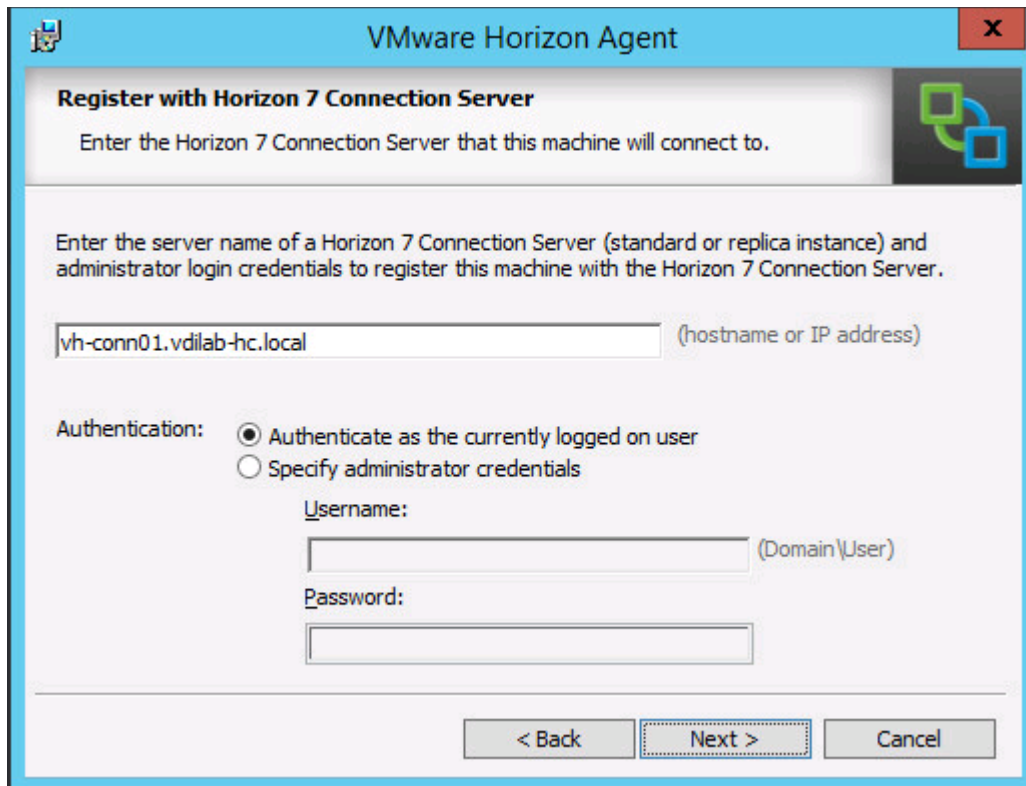 VMware Horizon Agent
x
Register with Horizon 7 Connection Server
Enter the Horizon 7 Connection Server that this machine will connect to.
Enter the server name of a Horizon 7 Connection Server (standard or replica instance) and
administrator login credentials to register this machine with the Horizon 7 Connection Server.
vh-conn01.vdilab-hc.local (hostname or IP address)
Authentication: Authenticate as the currently logged on user
Specify administrator credentials
Username:
(Domain\User)
Password:
< Back Next > Cancel